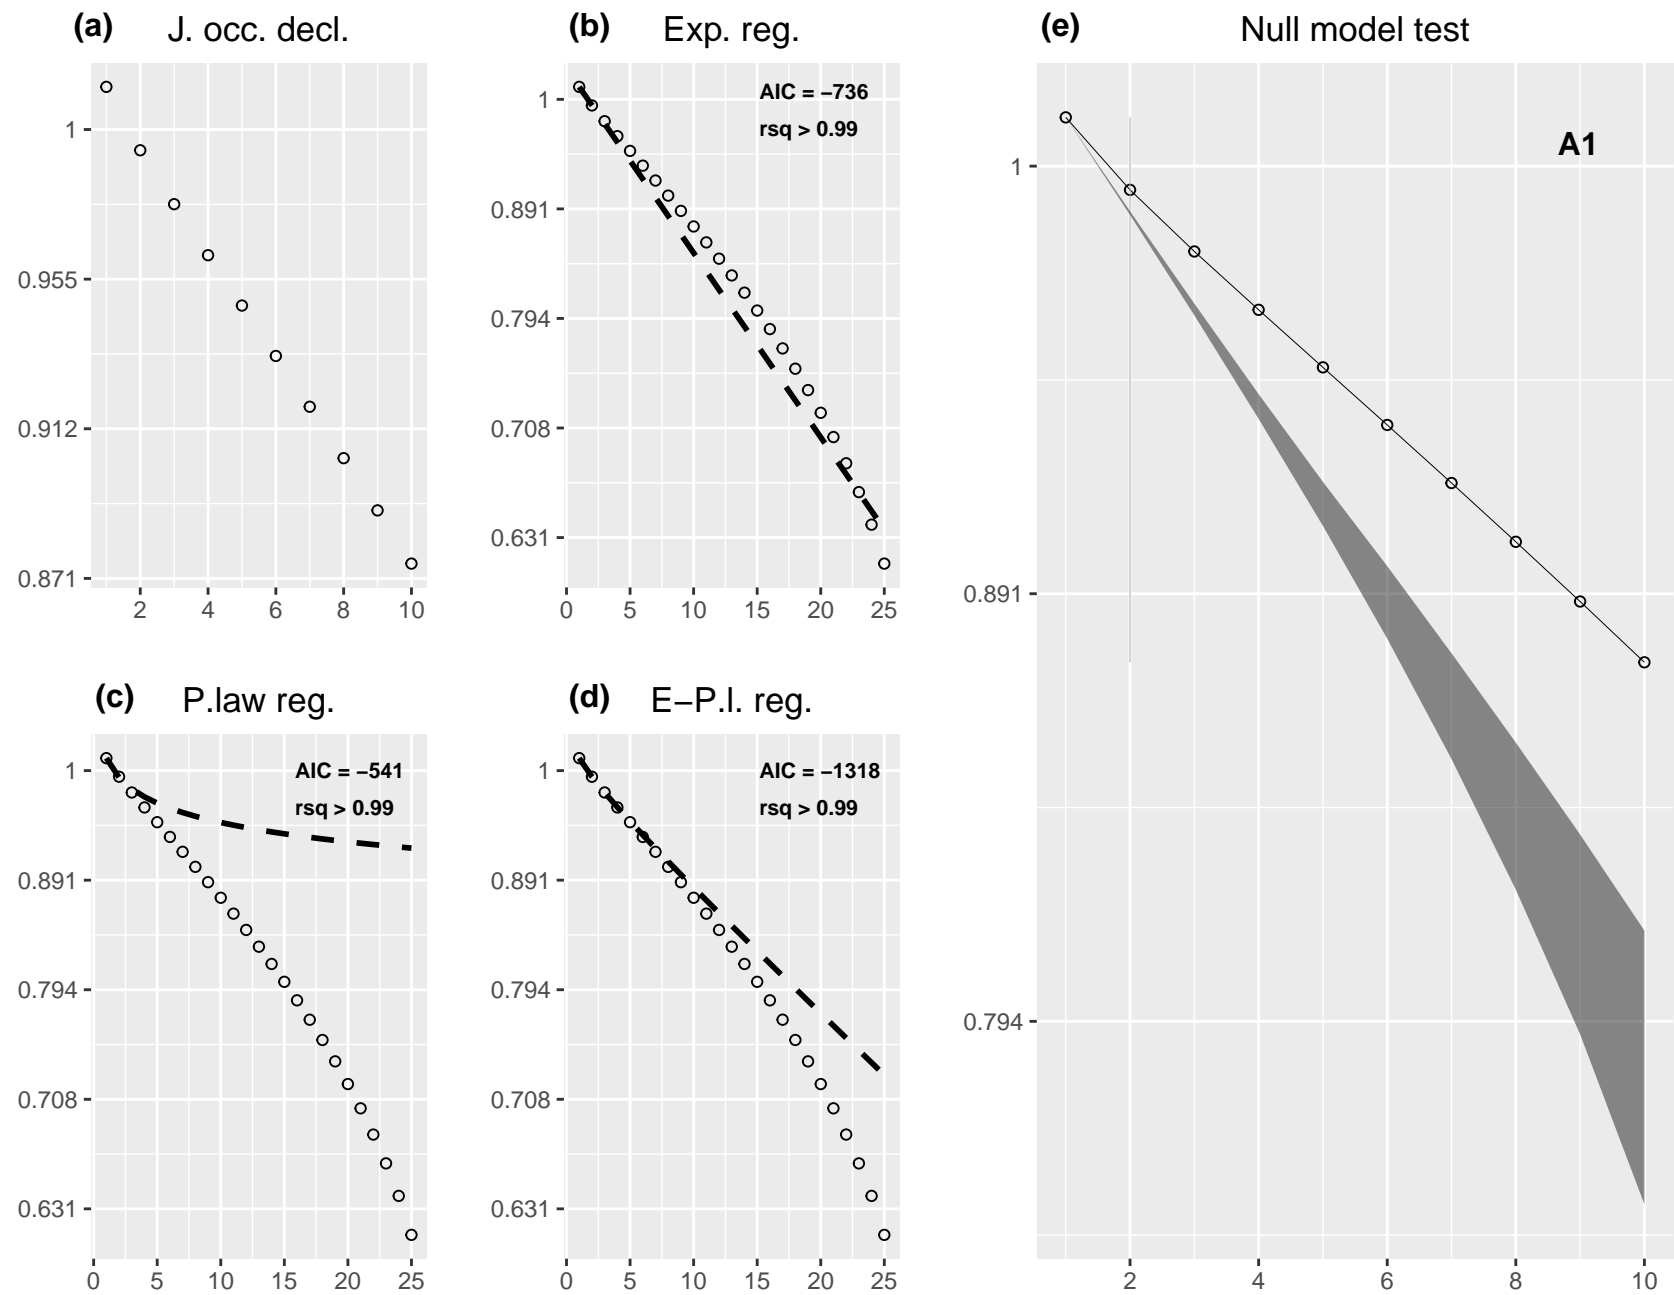 (a) J. occ. decl.
1
0.955
0.912
0.871
2 4 6 8 10
(b) Exp. reg.
AIC = −736
rsq > 0.99
1
0.891
0.794
0.708
0.631
0 5 10 15 20 25
(c) P.law reg.
AIC = −541
rsq > 0.99
1
0.891
0.794
0.708
0.631
0 5 10 15 20 25
(d) E−P.l. reg.
AIC = −1318
rsq > 0.99
1
0.891
0.794
0.708
0.631
0 5 10 15 20 25
(e) Null model test
A1
1
0.891
0.794
2 4 6 8 10